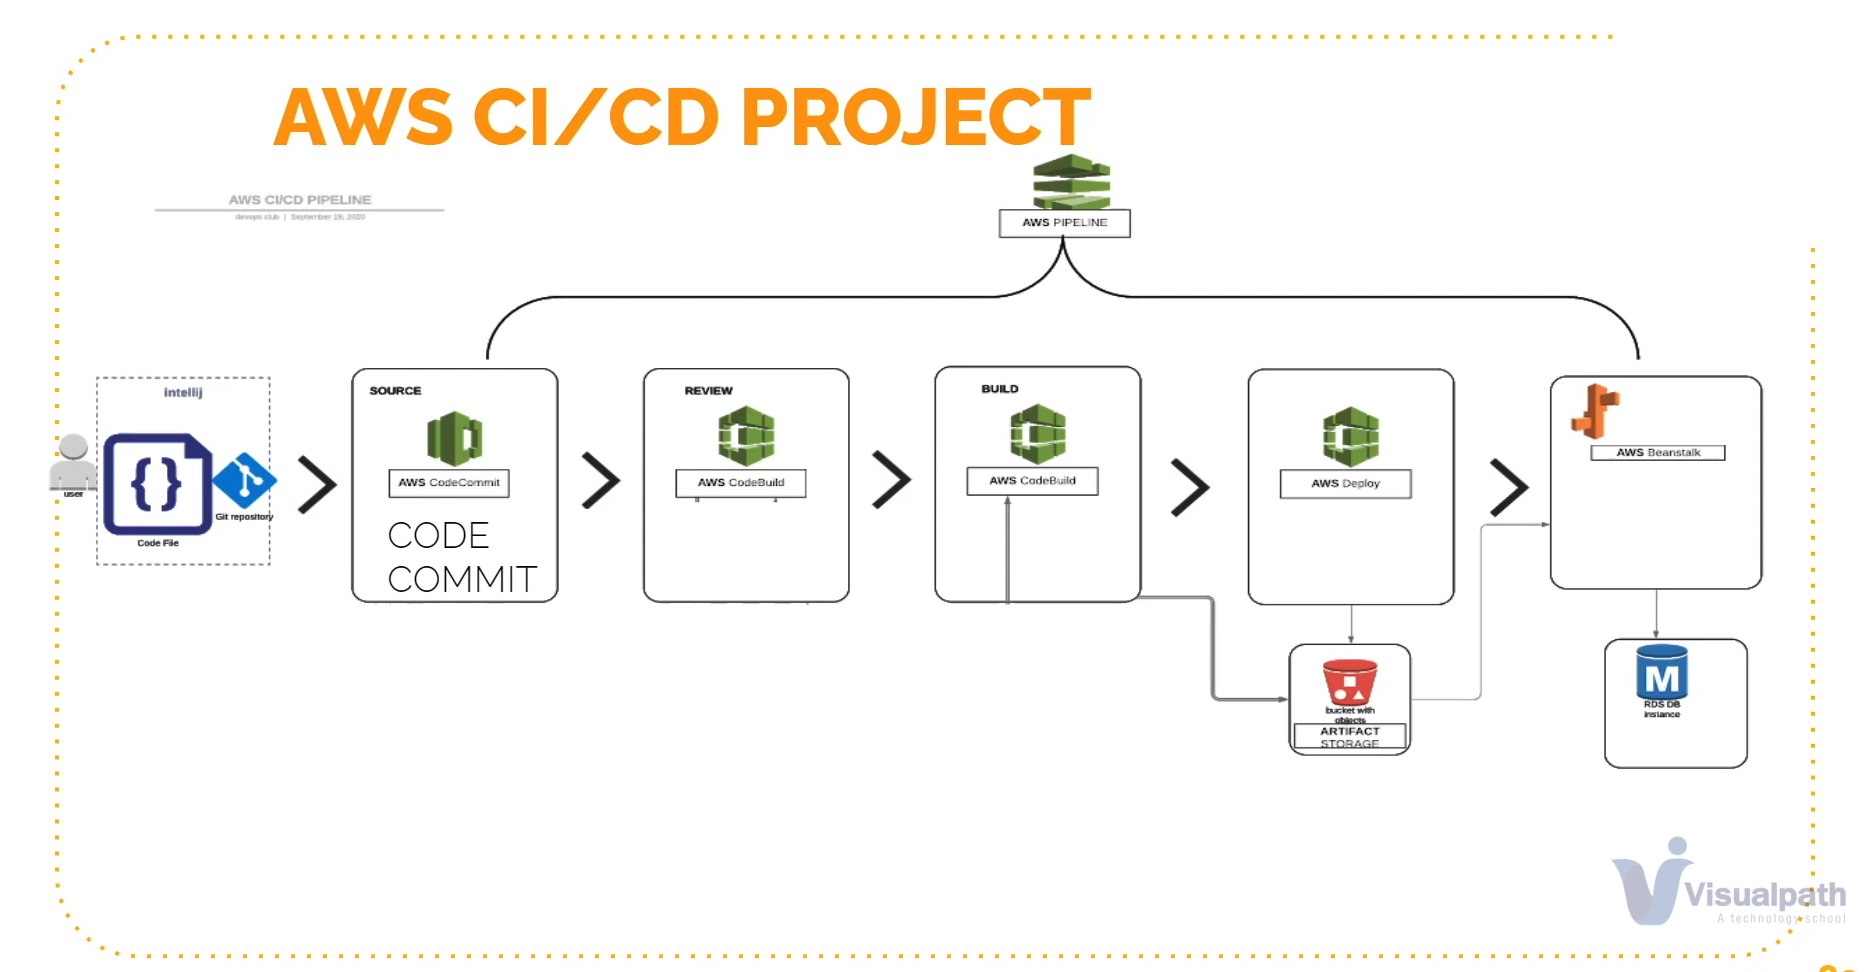 AWS CI/CD PROJECT
AWS CI/CD PIPELINE
devops club | September 19, 2020
AWS PIPELINE
intellij
user
Code File
Git repository
SOURCE
AWS CodeCommit
CODE
COMMIT
REVIEW
AWS CodeBuild
BUILD
AWS CodeBuild
AWS Deploy
AWS Beanstalk
bucket with
objects
ARTIFACT
STORAGE
M
RDS DB
instance
Visualpath
A technology school